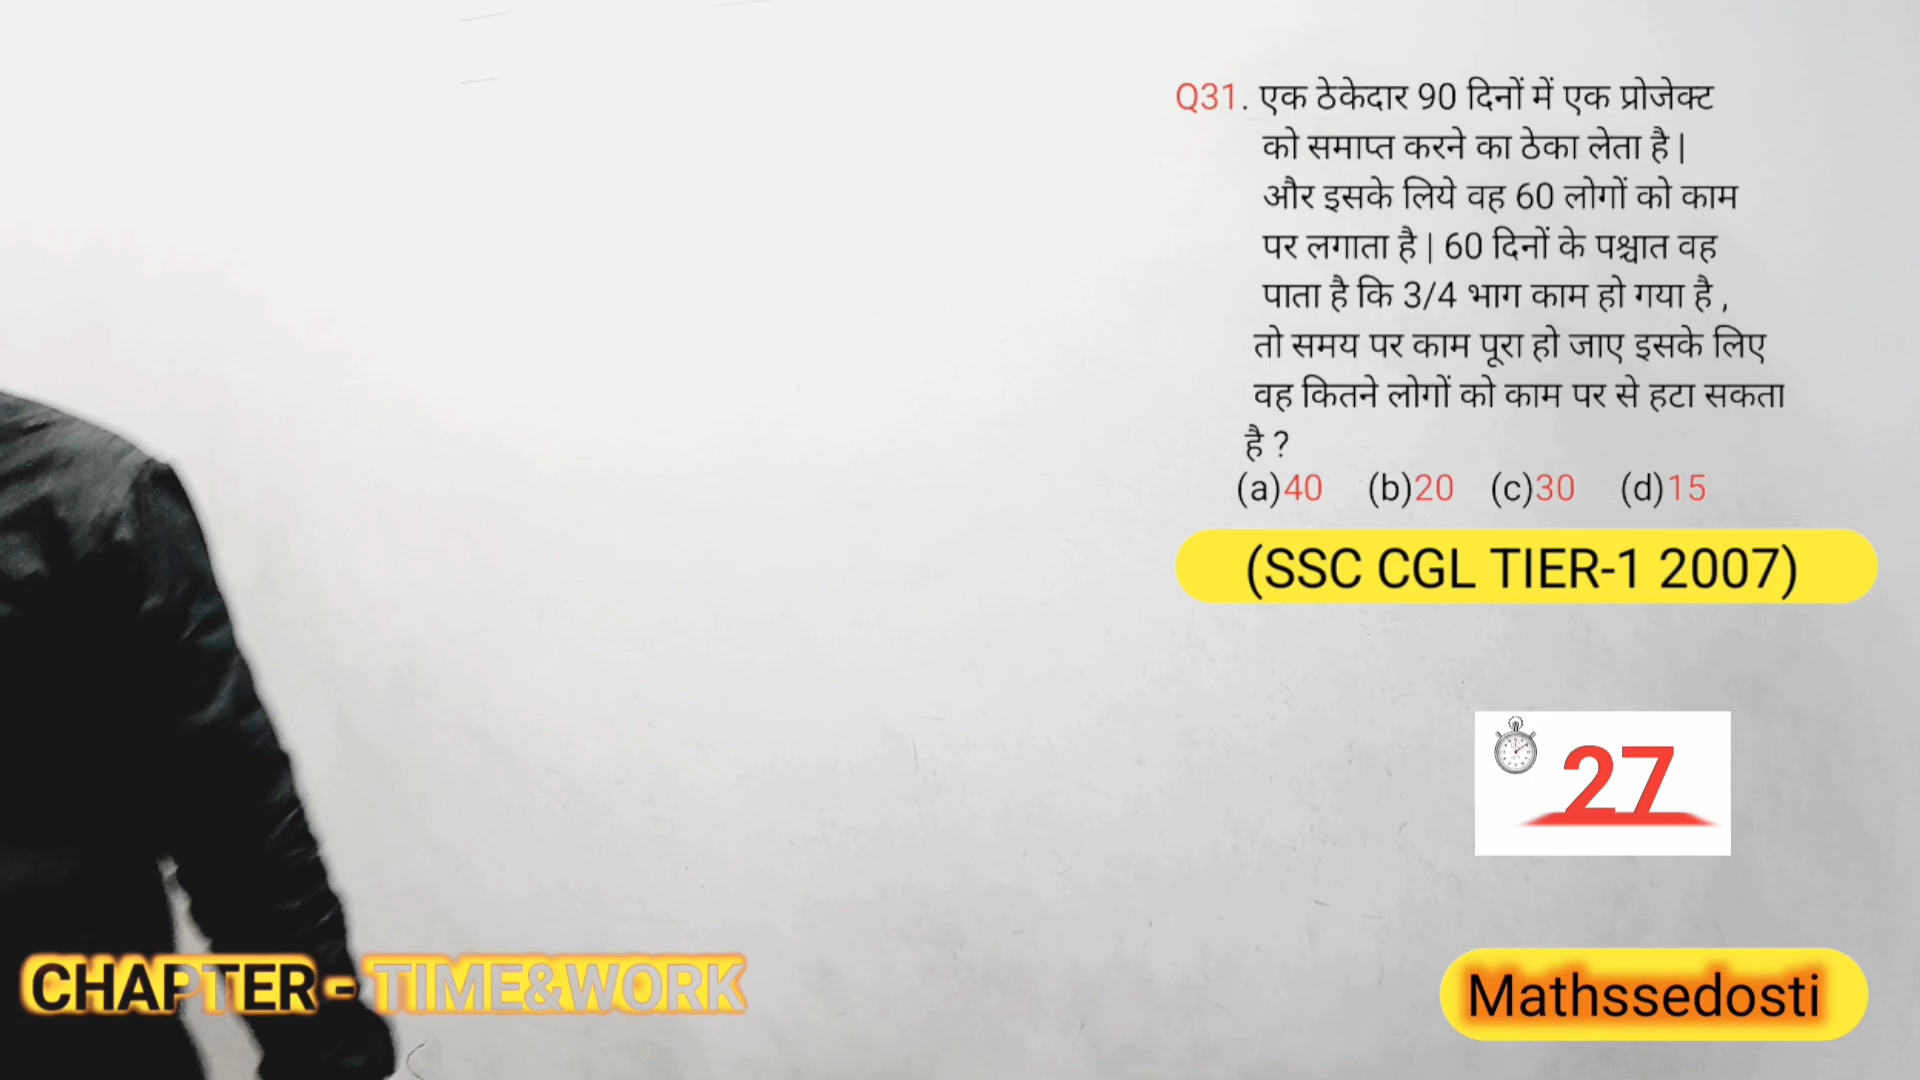 Q31. एक ठेकेदार 90 दिनों में एक प्रोजेक्ट
को समाप्त करने का ठेका लेता है |
और इसके लिये वह 60 लोगों को काम
पर लगाता है | 60 दिनों के पश्चात वह
पाता है कि 3/4 भाग काम हो गया है ,
तो समय पर काम पूरा हो जाए इसके लिए
वह कितने लोगों को काम पर से हटा सकता
है ?
(a)40 (b)20 (c)30 (d)15
(SSC CGL TIER-1 2007)
27
CHAPTER - TIME&WORK
Mathssedosti